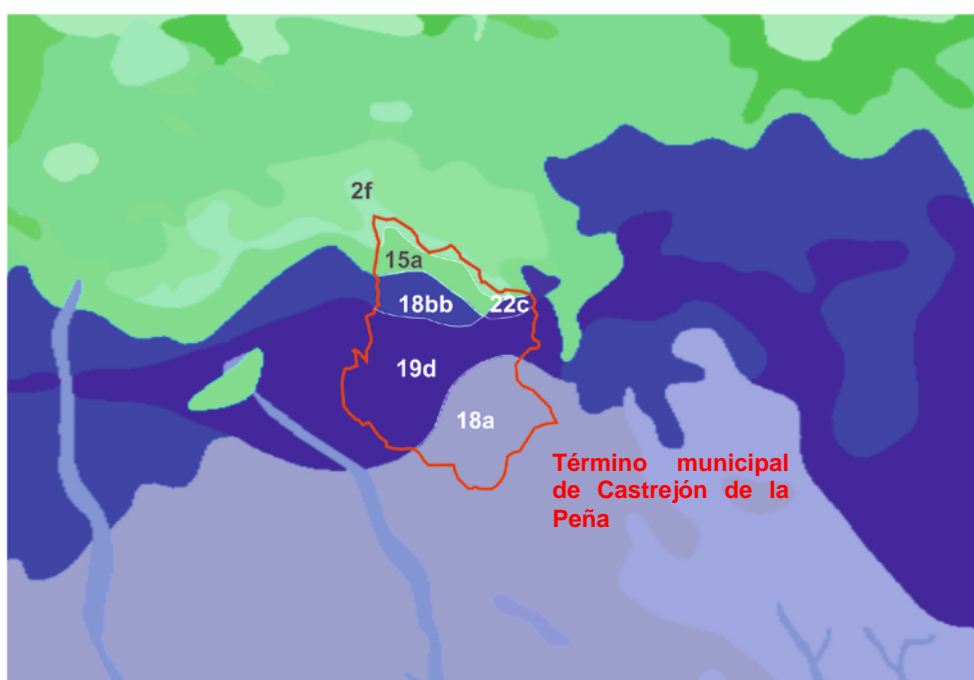 2f
15a
18bb 22c
19d
18a
Término municipal
de Castrejón de la
Peña